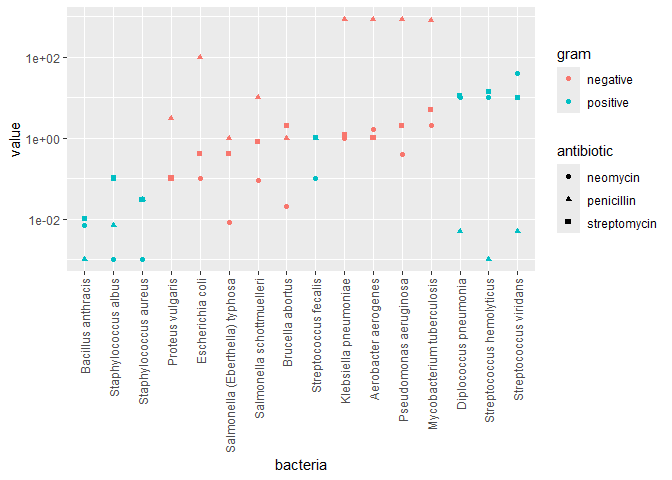 1e+02
1e+00
1e-02
value
Bacillus anthracis
Staphylococcus albus
Staphylococcus aureus
Proteus vulgaris
Escherichia coli
Salmonella (Eberthella) typhosa
Salmonella schottmuelleri
Brucella abortus
Streptococcus fecalis
Klebsiella pneumoniae
Aerobacter aerogenes
Pseudomonas aeruginosa
Mycobacterium tuberculosis
Diplococcus pneumonia
Streptococcus hemolyticus
Streptococcus viridans
bacteria
gram
negative
positive
antibiotic
neomycin
penicillin
streptomycin